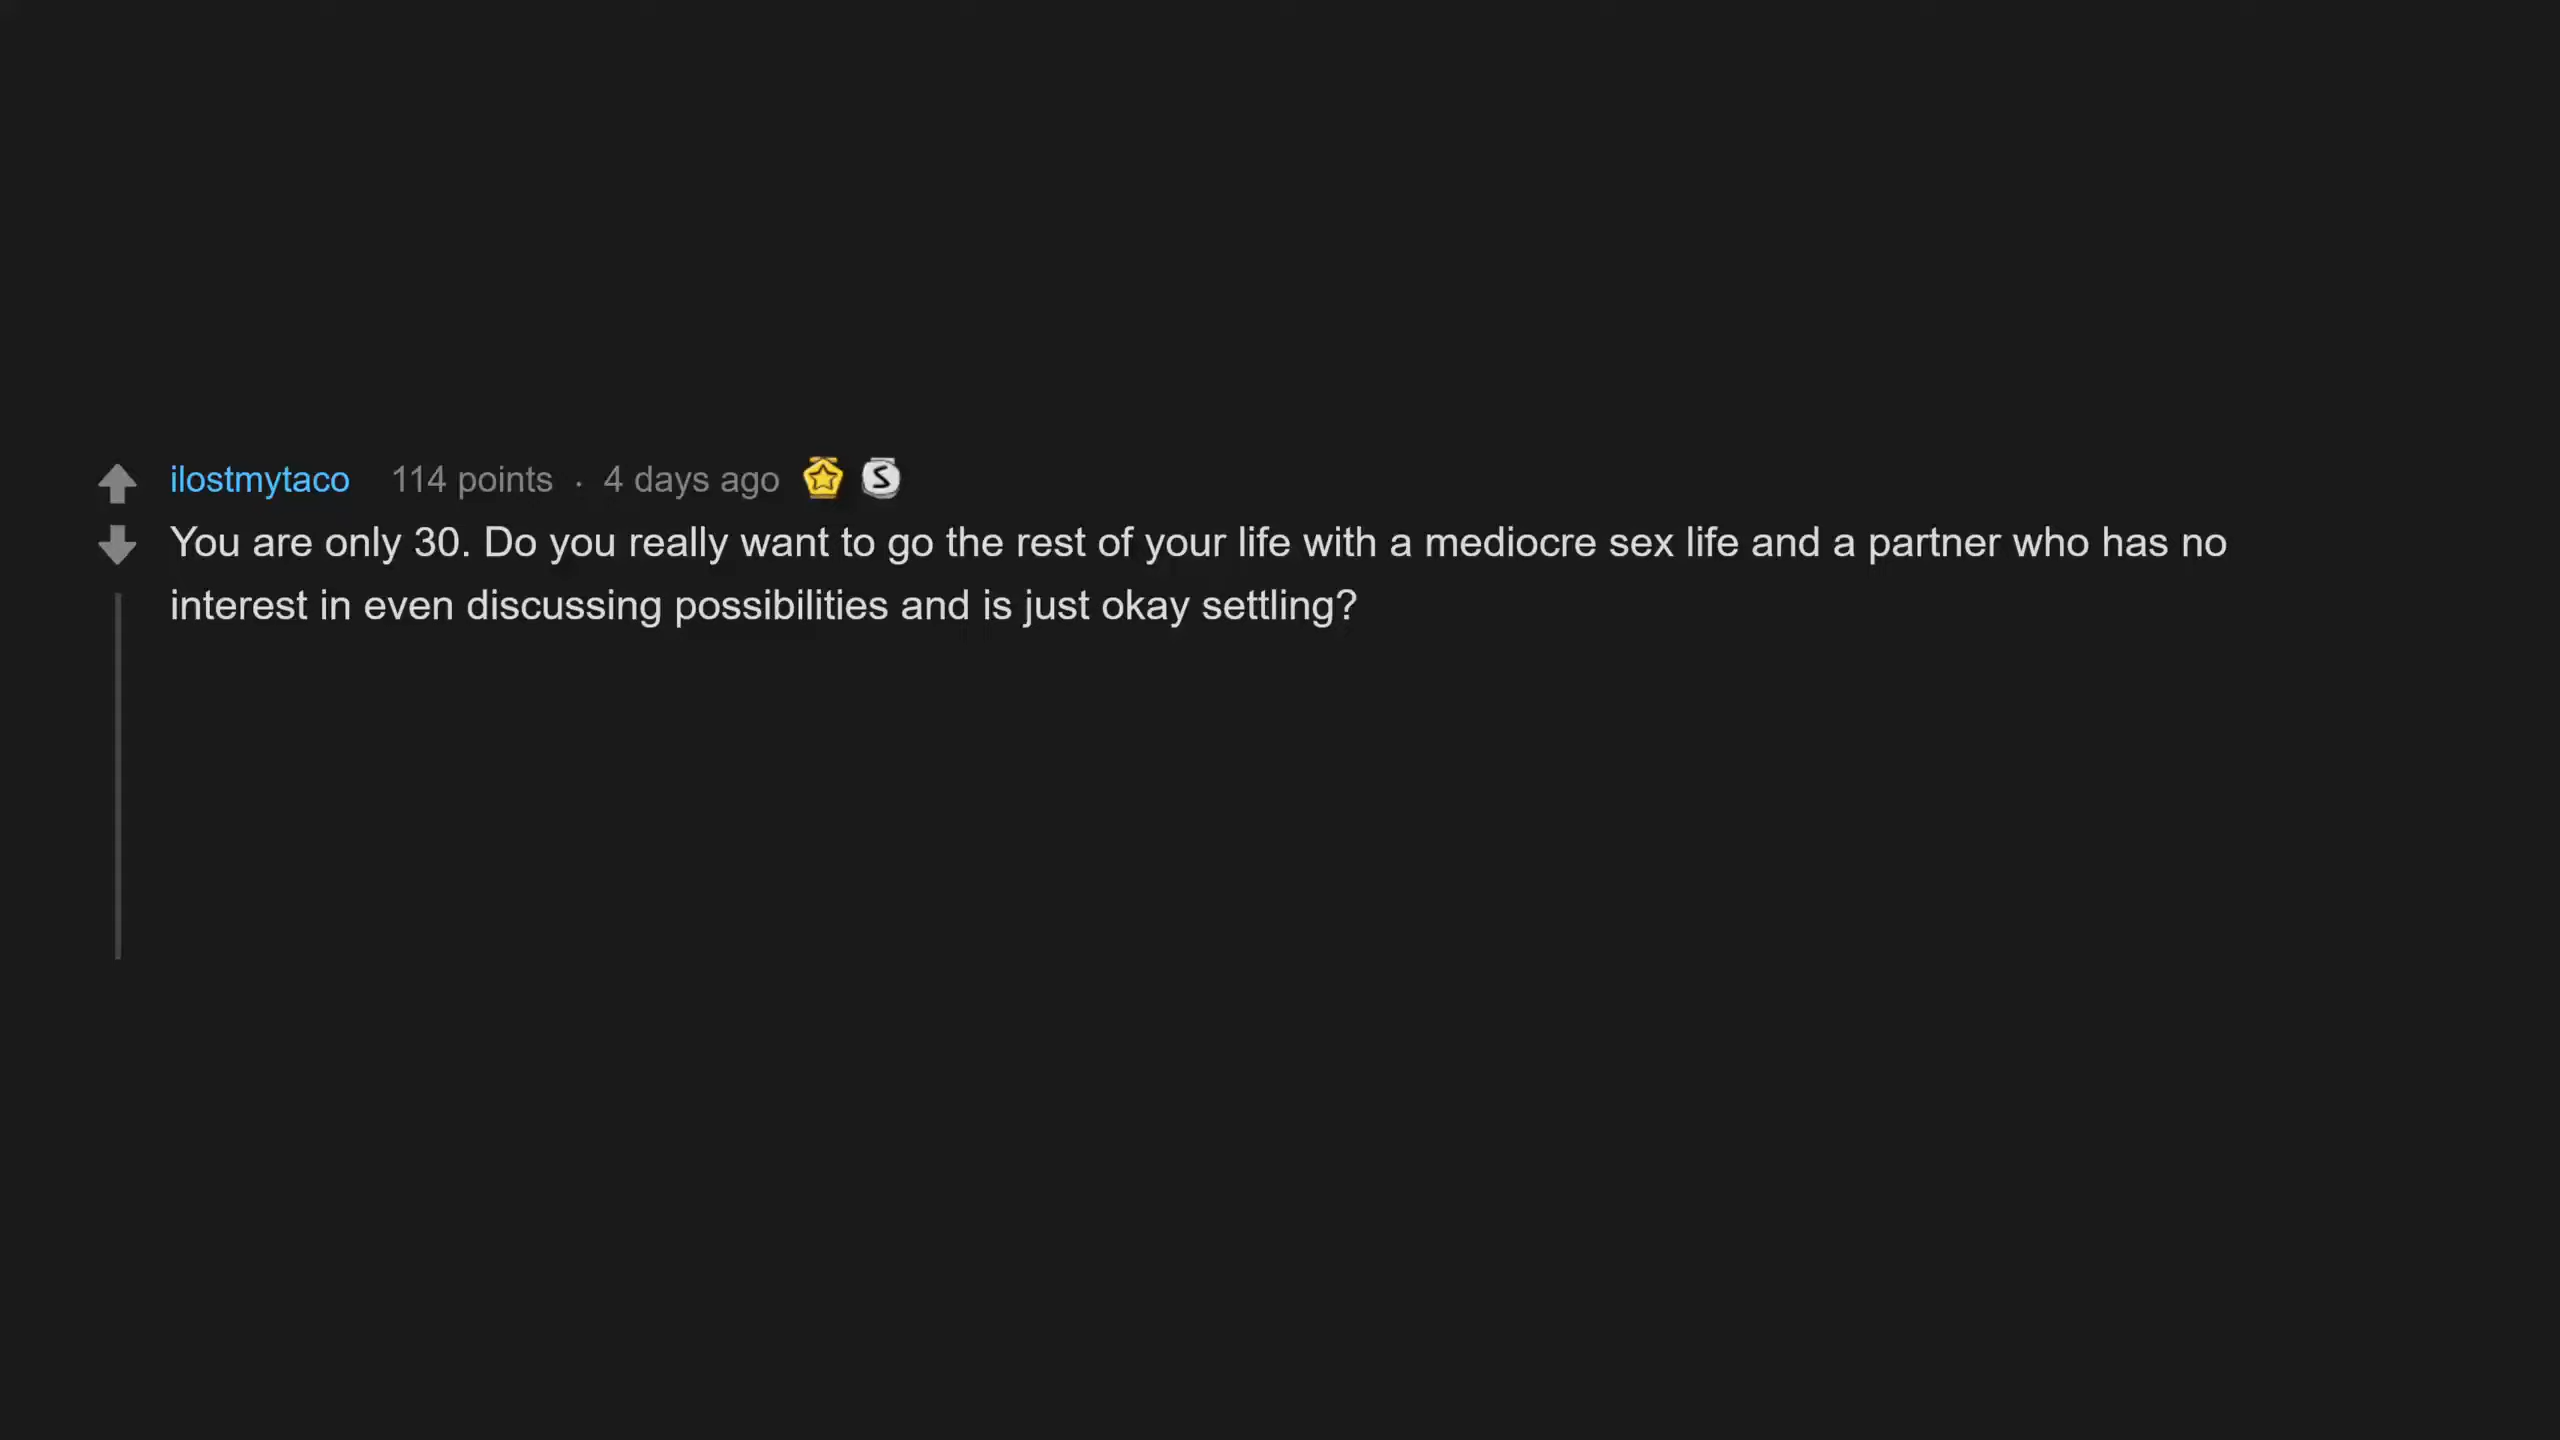 ilostmytaco 114 points · 4 days ago
You are only 30. Do you really want to go the rest of your life with a mediocre sex life and a partner who has no
interest in even discussing possibilities and is just okay settling?